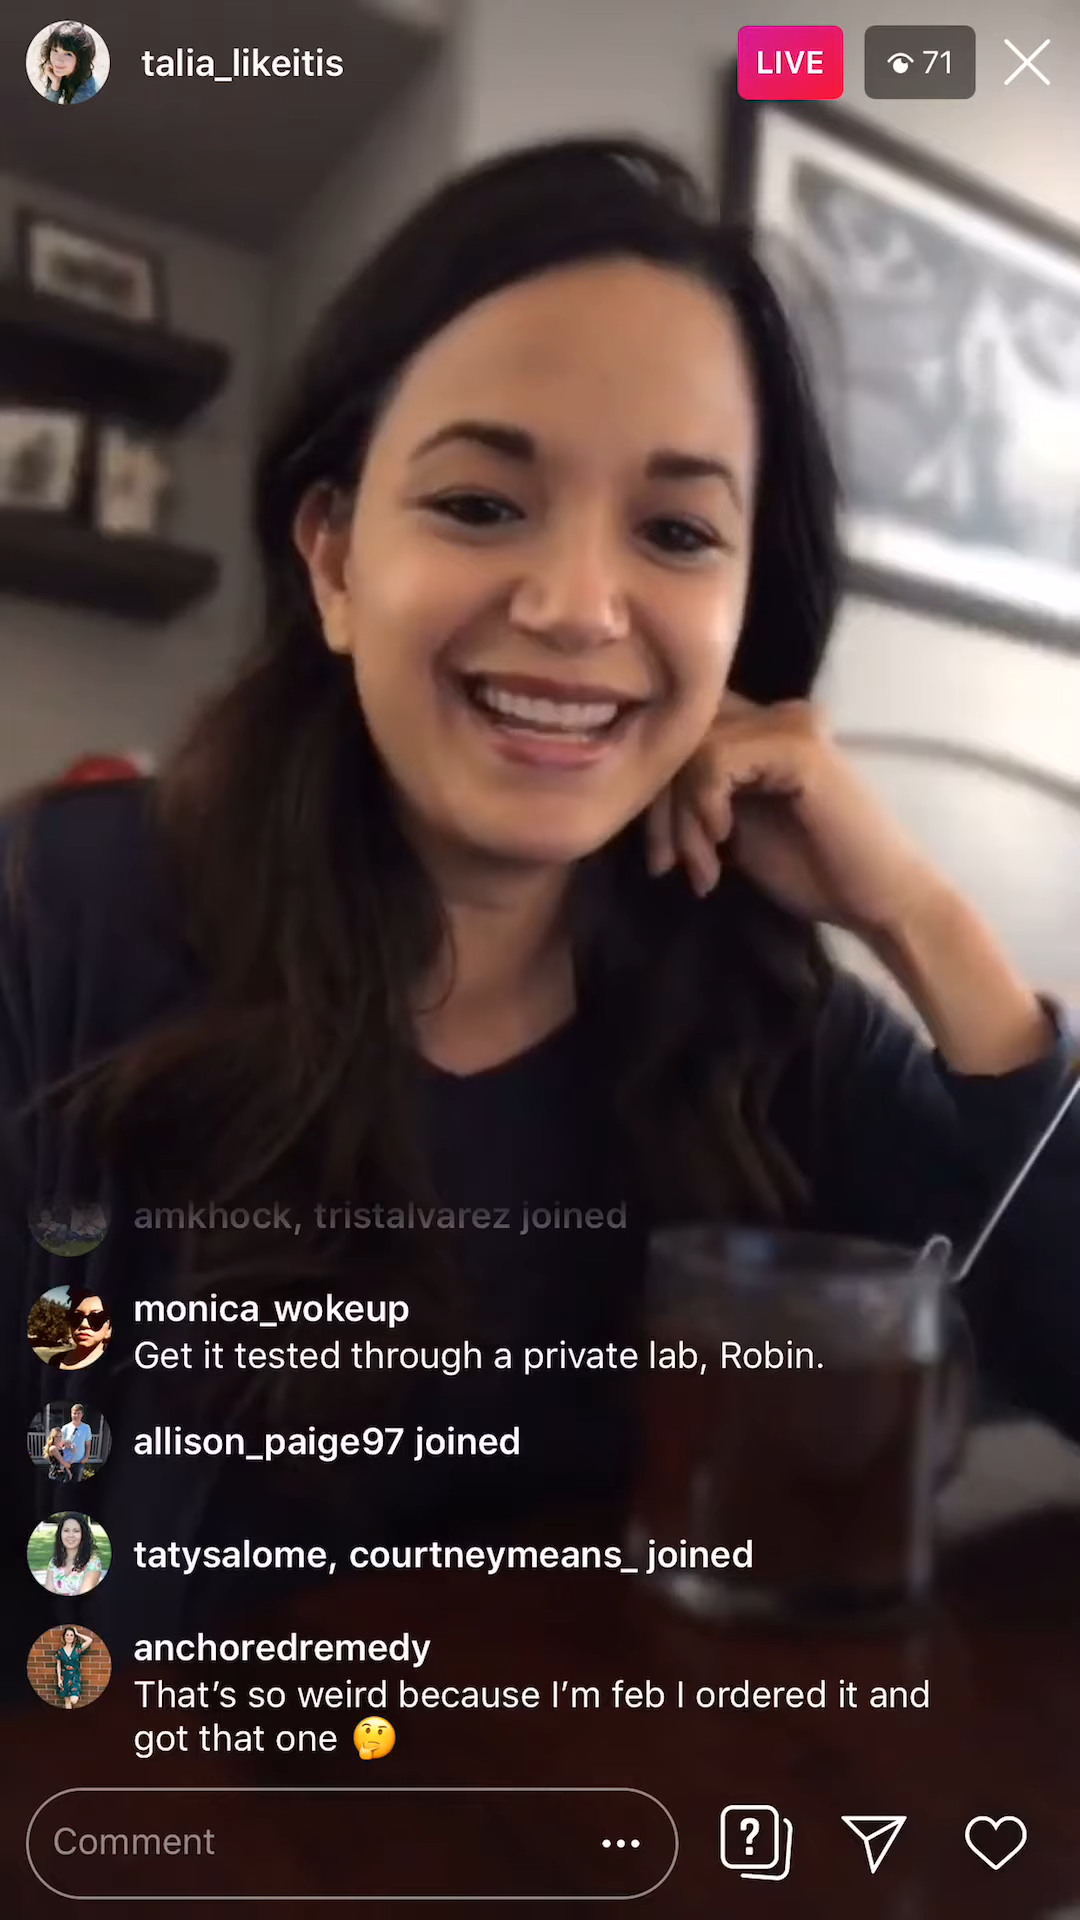 talia_likeitis
LIVE
71
amkhock, tristalvarez joined
monica_wokeup
Get it tested through a private lab, Robin.
allison_paige97 joined
tatysalome, courtneymeans_ joined
anchoredremedy
That’s so weird because I’m feb I ordered it and
got that one 🤔
Comment
?